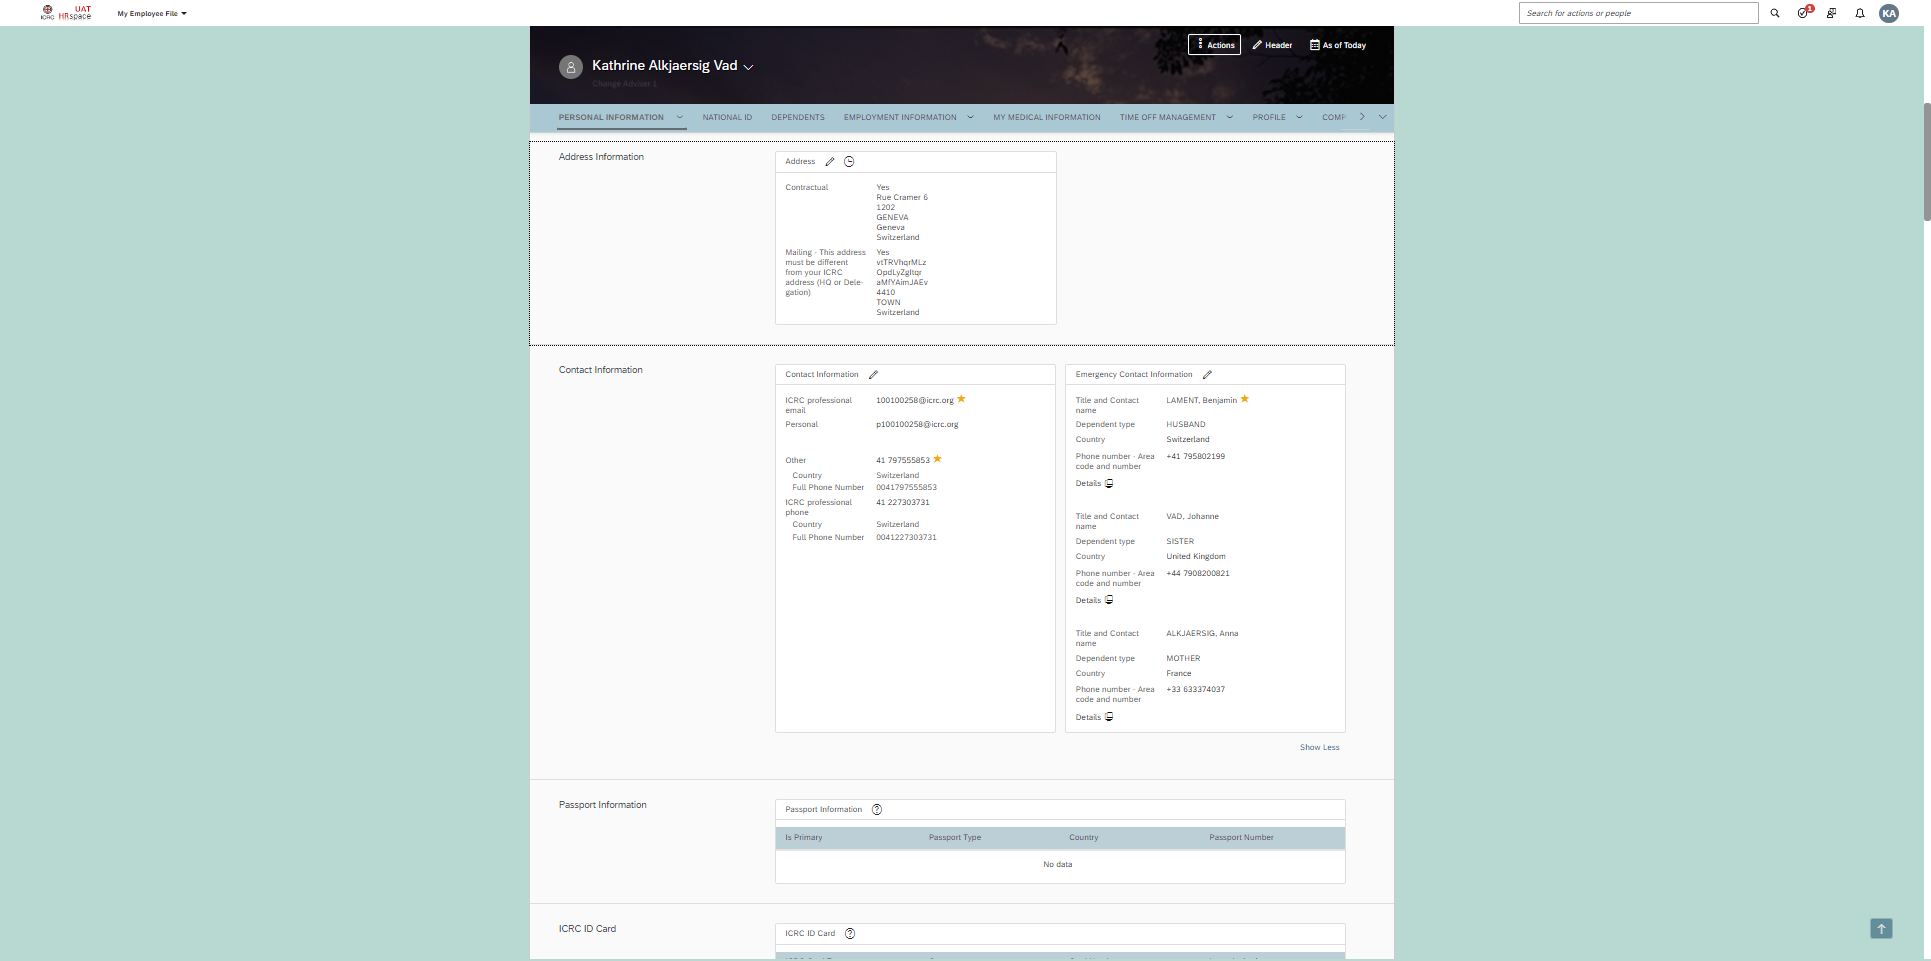 ICRC
UAT
HRspace
My Employee File
Search for actions or people
1
KA
Actions
Header
As of Today
Kathrine Alkjaersig Vad
Change Adviser 1
PERSONAL INFORMATION
NATIONAL ID
DEPENDENTS
EMPLOYMENT INFORMATION
MY MEDICAL INFORMATION
TIME OFF MANAGEMENT
PROFILE
COMP
Address Information
Address
Contractual
Yes
Rue Cramer 6
1202
GENEVA
Geneva
Switzerland
Mailing - This address
must be different
from your ICRC
address (HQ or Dele-
gation)
Yes
vtTRVhqrMLz
OpdLyZgItqr
aMfYAimJAEv
4410
TOWN
Switzerland
Contact Information
Contact Information
ICRC professional
email
100100258@icrc.org
Personal
p100100258@icrc.org
Other
41 797555853
Country
Switzerland
Full Phone Number
0041797555853
ICRC professional
phone
41 227303731
Country
Switzerland
Full Phone Number
0041227303731
Emergency Contact Information
Title and Contact
name
LAMENT, Benjamin
Dependent type
HUSBAND
Country
Switzerland
Phone number - Area
code and number
+41 795802199
Details
Title and Contact
name
VAD, Johanne
Dependent type
SISTER
Country
United Kingdom
Phone number - Area
code and number
+44 7908200821
Details
Title and Contact
name
ALKJAERSIG, Anna
Dependent type
MOTHER
Country
France
Phone number - Area
code and number
+33 633374037
Details
Show Less
Passport Information
Passport Information
Is Primary
Passport Type
Country
Passport Number
No data
ICRC ID Card
ICRC ID Card